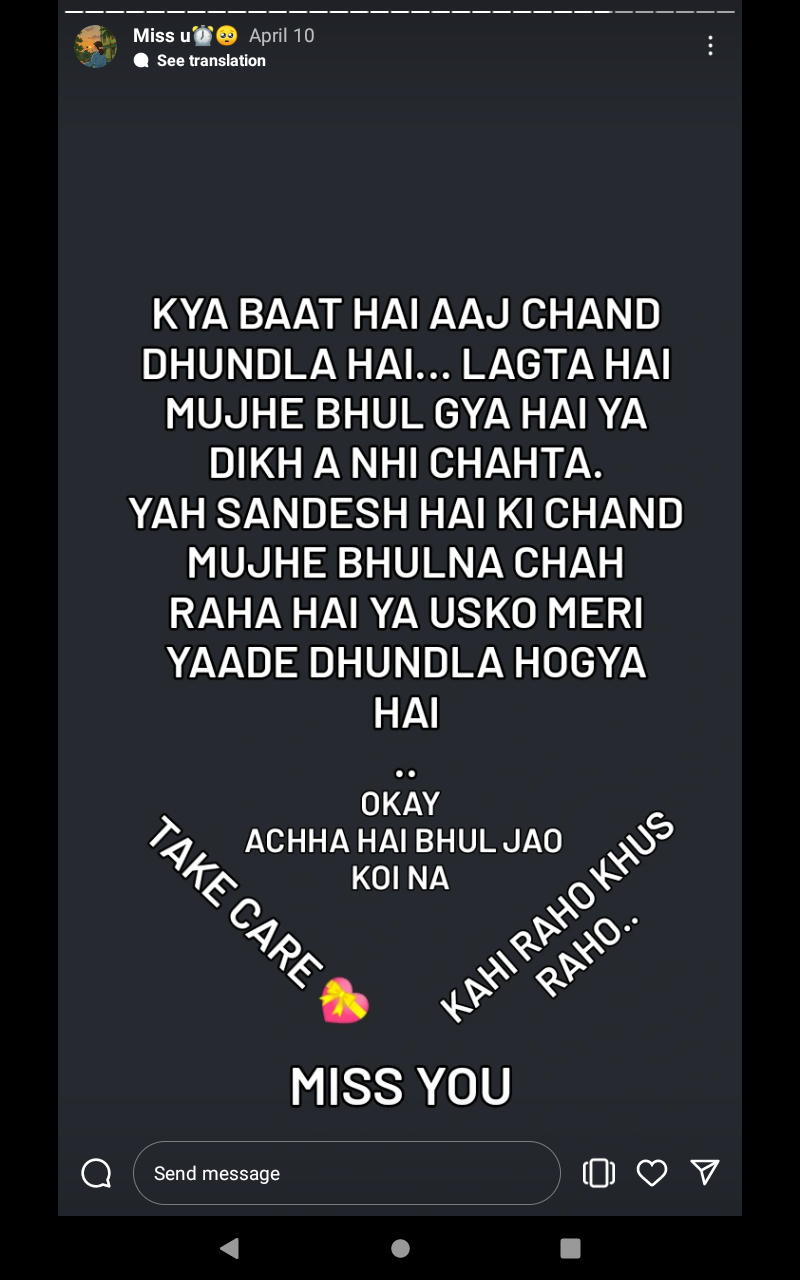 Miss u⏰🥺 April 10
See translation
KYA BAAT HAI AAJ CHAND
DHUNDLA HAI... LAGTA HAI
MUJHE BHUL GYA HAI YA
DIKH A NHI CHAHTA.
YAH SANDESH HAI KI CHAND
MUJHE BHULNA CHAH
RAHA HAI YA USKO MERI
YAADE DHUNDLA HOGYA
HAI
..
OKAY
ACHHA HAI BHUL JAO
KOI NA
TAKE CARE 💝
KAHI RAHO KHUS
RAHO..
MISS YOU
Send message